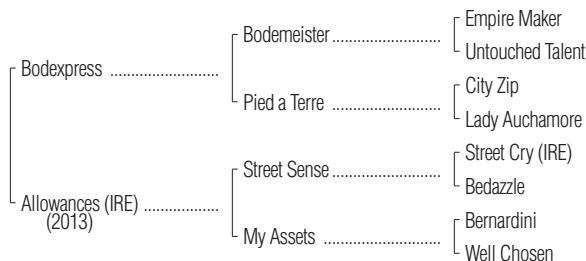 Empire Maker
Bodemeister ........................
Untouched Talent
Bodexpress ........................
City Zip
Pied a Terre ........................
Lady Auchamore
Street Cry (IRE)
Street Sense ........................
Bedazzle
Allowances (IRE) ................
(2013)
Bernardini
My Assets ........................
Well Chosen